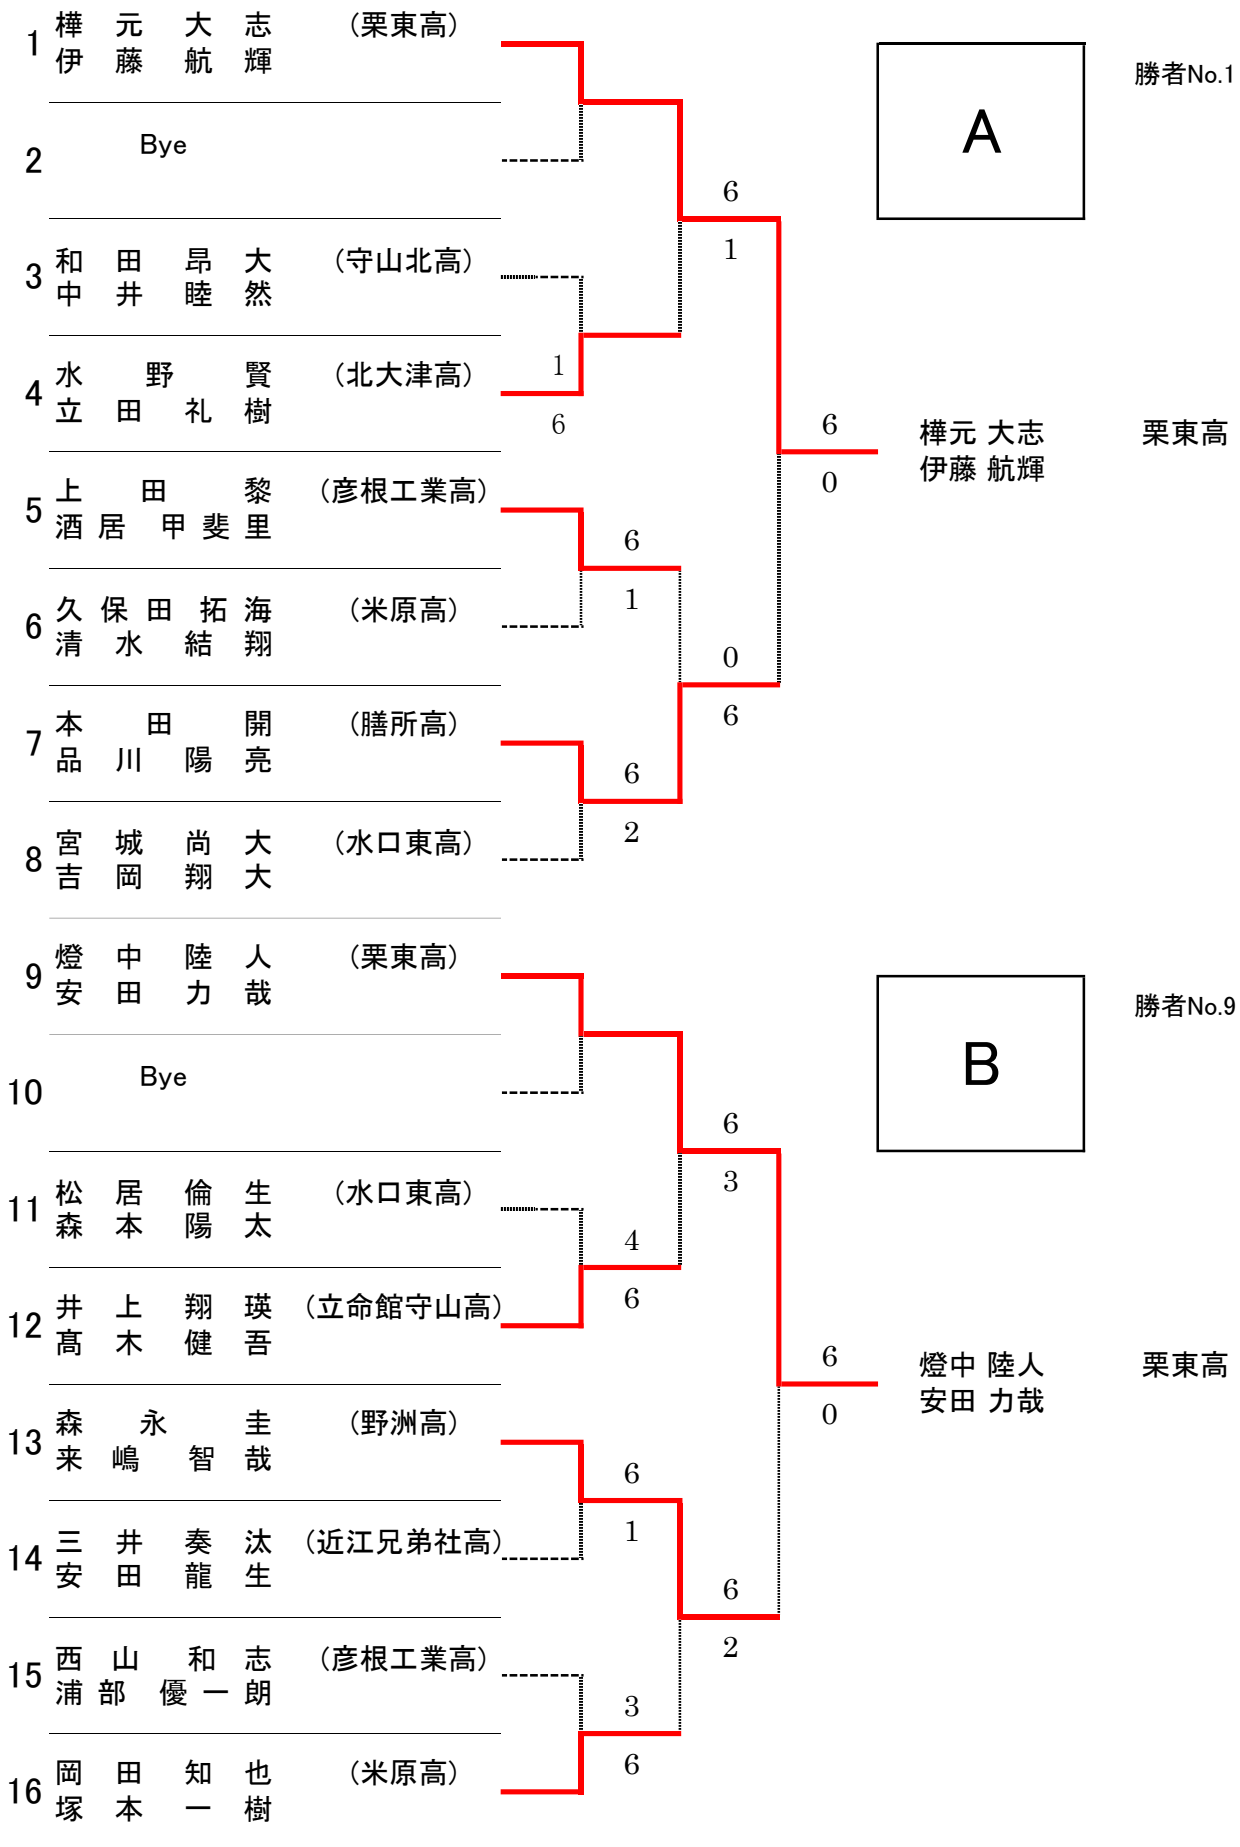 1 樺元大志 (栗東高)
伊藤航輝
勝者No.1
A
2 Bye
6
1
3 和田昂大 (守山北高)
中井睦然
4 水野賢 (北大津高)
立田礼樹
1
6
6
0
樺元 大志 栗東高
伊藤 航輝
5 上田黎 (彦根工業高)
酒居甲斐里
6
1
6 久保田拓海 (米原高)
清水結翔
0
6
7 本田開 (膳所高)
品川陽亮
6
2
8 宮城尚大 (水口東高)
吉岡翔大
9 燈中陸人 (栗東高)
安田力哉
勝者No.9
B
10 Bye
6
3
11 松居倫生 (水口東高)
森本陽太
4
6
12 井上翔瑛 (立命館守山高)
髙木健吾
6
0
燈中 陸人 栗東高
安田 力哉
13 森永圭 (野洲高)
来嶋智哉
6
1
14 三井奏汰 (近江兄弟社高)
安田龍生
6
2
15 西山和志 (彦根工業高)
浦部優一朗
3
6
16 岡田知也 (米原高)
塚本一樹